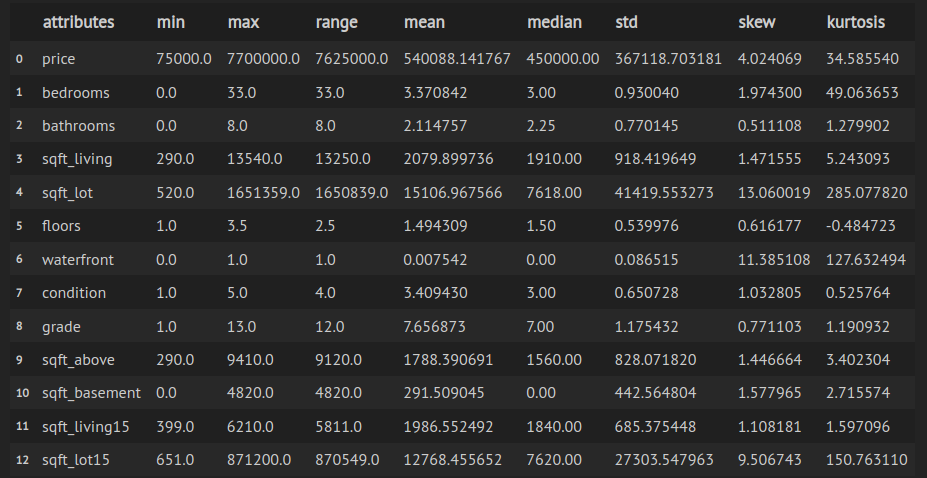 attributes min max range mean median std skew kurtosis
0 price 75000.0 7700000.0 7625000.0 540088.141767 450000.00 367118.703181 4.024069 34.585540
1 bedrooms 0.0 33.0 33.0 3.370842 3.00 0.930040 1.974300 49.063653
2 bathrooms 0.0 8.0 8.0 2.114757 2.25 0.770145 0.511108 1.279902
3 sqft_living 290.0 13540.0 13250.0 2079.899736 1910.00 918.419649 1.471555 5.243093
4 sqft_lot 520.0 1651359.0 1650839.0 15106.967566 7618.00 41419.553273 13.060019 285.077820
5 floors 1.0 3.5 2.5 1.494309 1.50 0.539976 0.616177 -0.484723
6 waterfront 0.0 1.0 1.0 0.007542 0.00 0.086515 11.385108 127.632494
7 condition 1.0 5.0 4.0 3.409430 3.00 0.650728 1.032805 0.525764
8 grade 1.0 13.0 12.0 7.656873 7.00 1.175432 0.771103 1.190932
9 sqft_above 290.0 9410.0 9120.0 1788.390691 1560.00 828.071820 1.446664 3.402304
10 sqft_basement 0.0 4820.0 4820.0 291.509045 0.00 442.564804 1.577965 2.715574
11 sqft_living15 399.0 6210.0 5811.0 1986.552492 1840.00 685.375448 1.108181 1.597096
12 sqft_lot15 651.0 871200.0 870549.0 12768.455652 7620.00 27303.547963 9.506743 150.763110